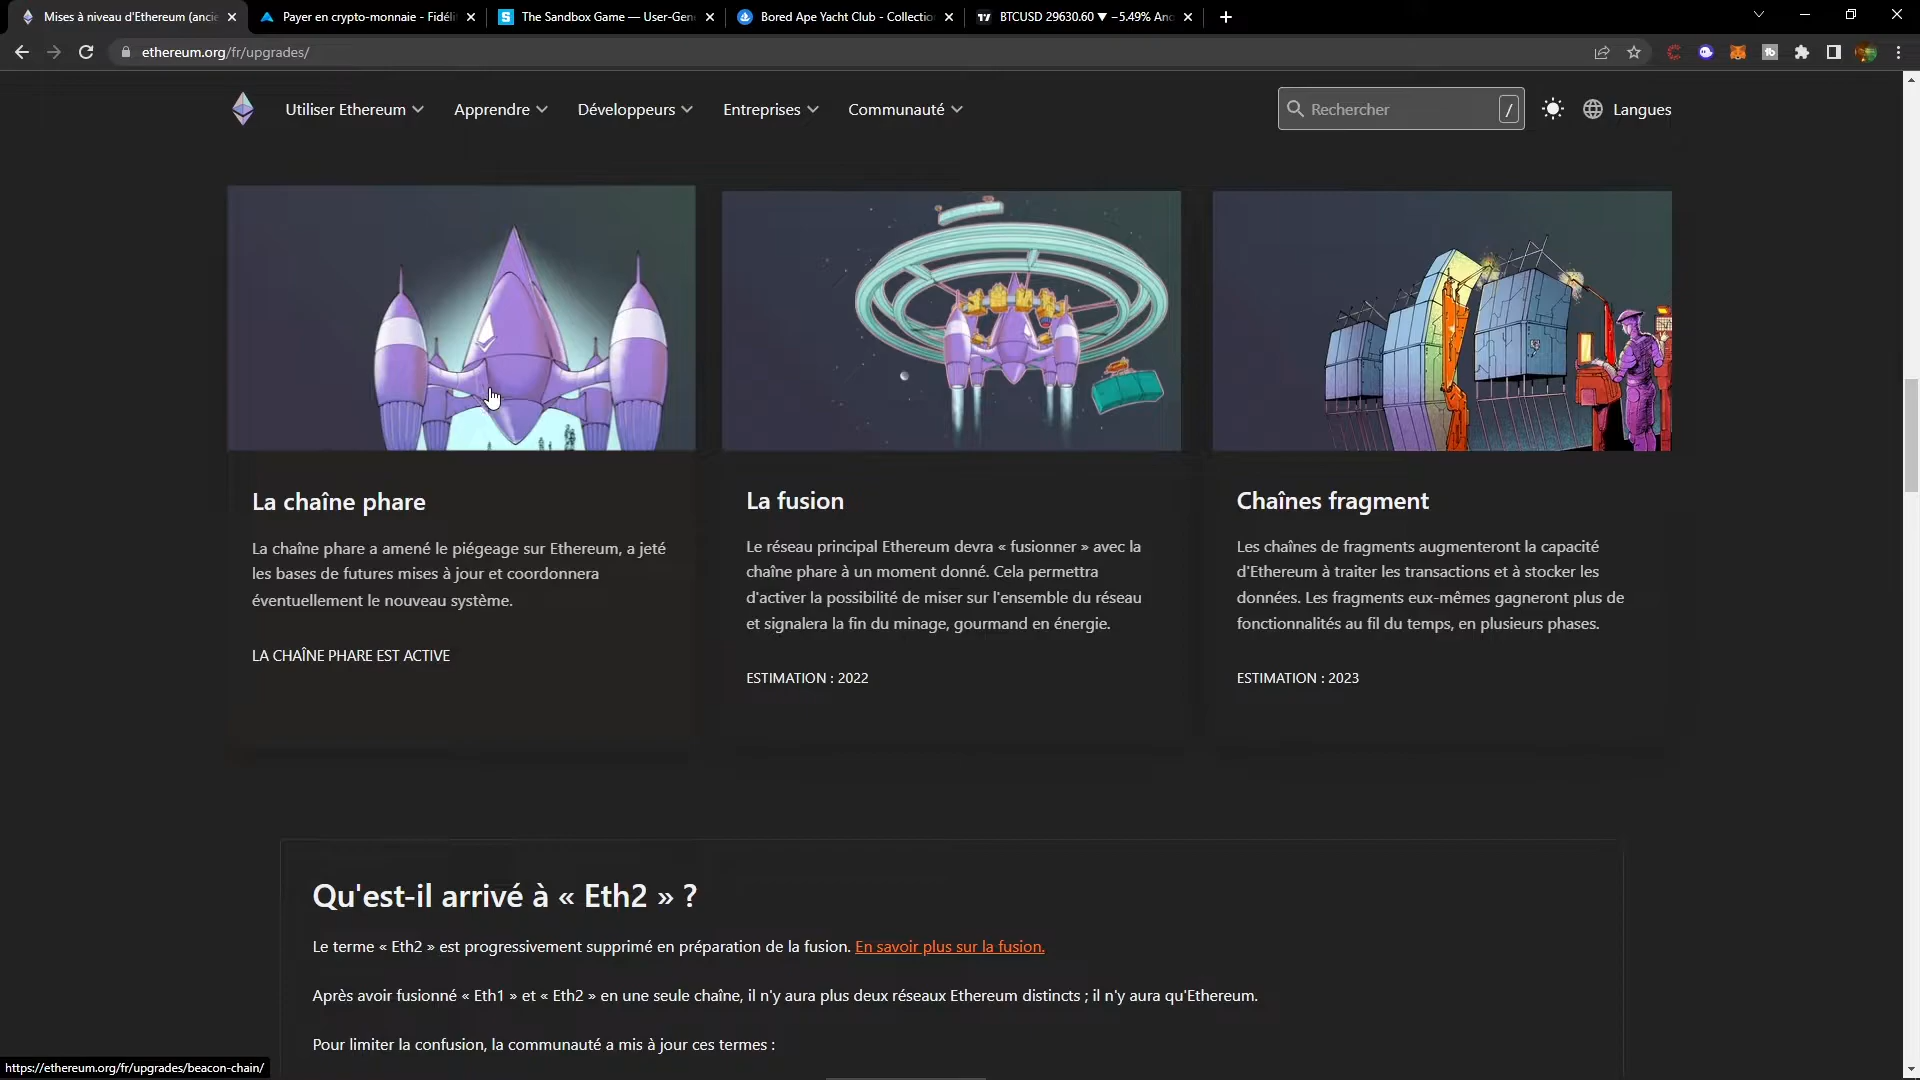 Mises à niveau d'Ethereum (ancie
Payer en crypto-monnaie - Fidéli
The Sandbox Game — User-Gen
Bored Ape Yacht Club - Collectio
BTCUSD 29630.60 ▼ −5.49% Ano
ethereum.org/fr/upgrades/
Utiliser Ethereum
Apprendre
Développeurs
Entreprises
Communauté
Rechercher
/
Langues
La chaîne phare
La chaîne phare a amené le piégeage sur Ethereum, a jeté
les bases de futures mises à jour et coordonnera
éventuellement le nouveau système.
LA CHAÎNE PHARE EST ACTIVE
La fusion
Le réseau principal Ethereum devra « fusionner » avec la
chaîne phare à un moment donné. Cela permettra
d'activer la possibilité de miser sur l'ensemble du réseau
et signalera la fin du minage, gourmand en énergie.
ESTIMATION : 2022
Chaînes fragment
Les chaînes de fragments augmenteront la capacité
d'Ethereum à traiter les transactions et à stocker les
données. Les fragments eux-mêmes gagneront plus de
fonctionnalités au fil du temps, en plusieurs phases.
ESTIMATION : 2023
Qu'est-il arrivé à « Eth2 » ?
Le terme « Eth2 » est progressivement supprimé en préparation de la fusion. En savoir plus sur la fusion.
Après avoir fusionné « Eth1 » et « Eth2 » en une seule chaîne, il n'y aura plus deux réseaux Ethereum distincts ; il n'y aura qu'Ethereum.
Pour limiter la confusion, la communauté a mis à jour ces termes :
https://ethereum.org/fr/upgrades/beacon-chain/